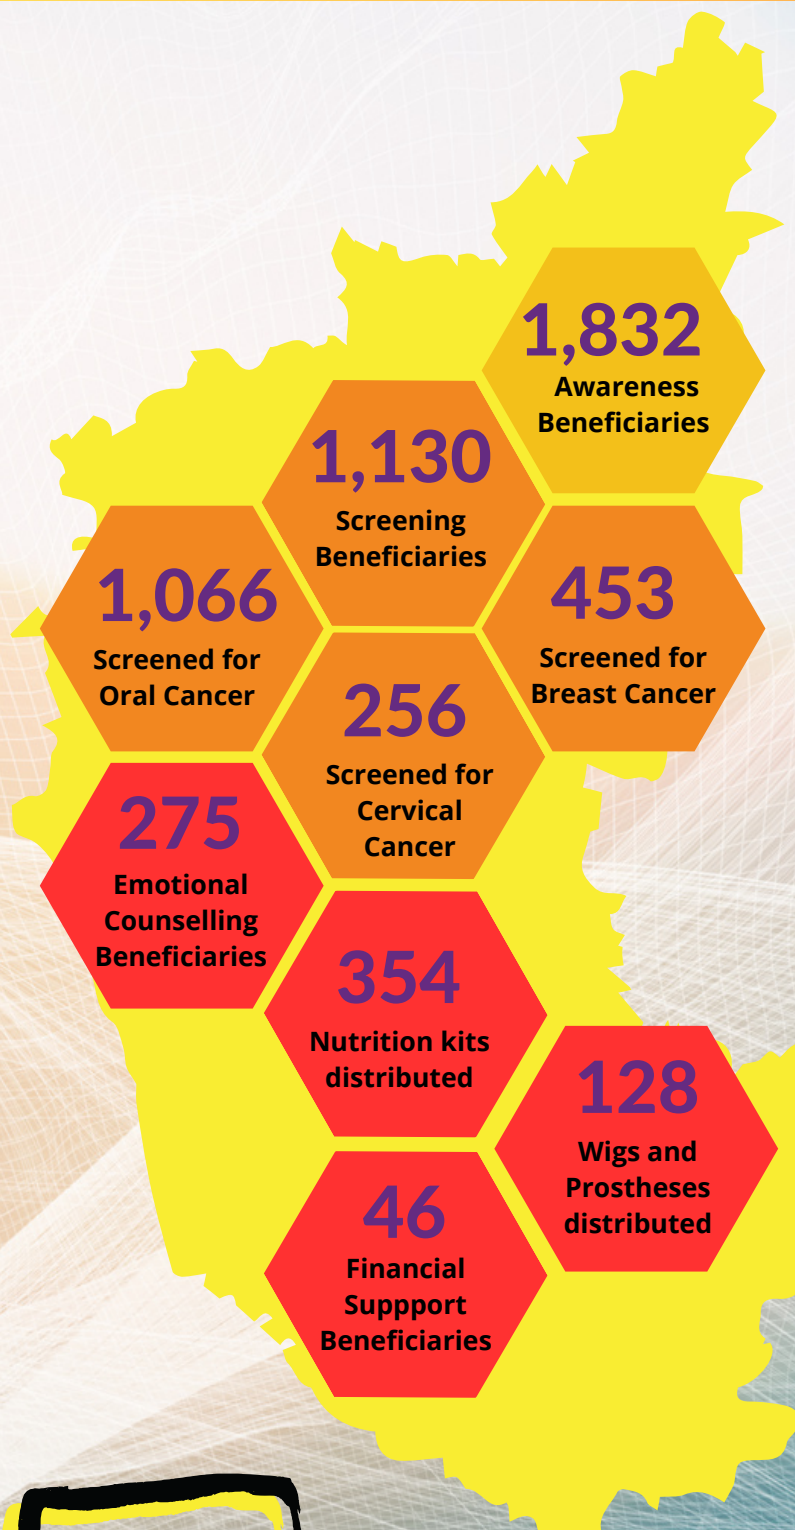 1,832
Awareness
Beneficiaries
1,130
Screening
Beneficiaries
1,066
Screened for
Oral Cancer
453
Screened for
Breast Cancer
256
Screened for
Cervical
Cancer
275
Emotional
Counselling
Beneficiaries
354
Nutrition kits
distributed
128
Wigs and
Prostheses
distributed
46
Financial
Suppport
Beneficiaries